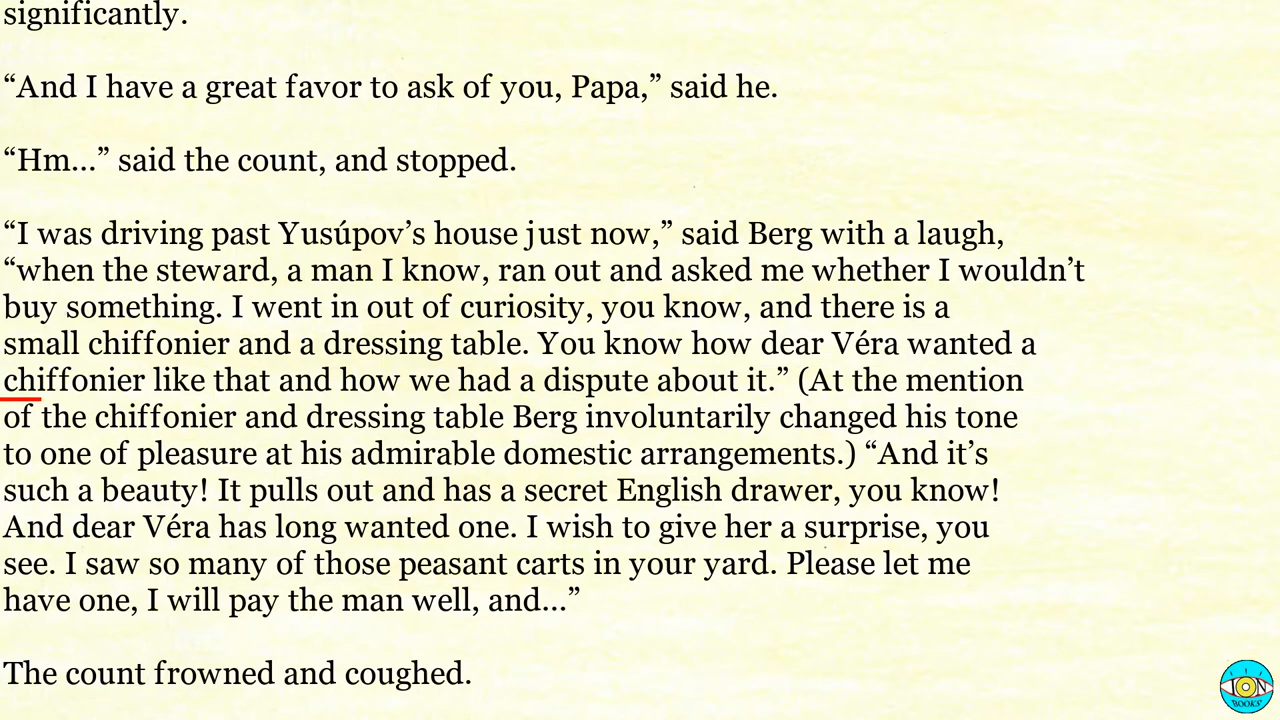 significantly.
“And I have a great favor to ask of you, Papa,” said he.
“Hm...” said the count, and stopped.
“I was driving past Yusúpov’s house just now,” said Berg with a laugh,
“when the steward, a man I know, ran out and asked me whether I wouldn’t
buy something. I went in out of curiosity, you know, and there is a
small chiffonier and a dressing table. You know how dear Véra wanted a
chiffonier like that and how we had a dispute about it.” (At the mention
of the chiffonier and dressing table Berg involuntarily changed his tone
to one of pleasure at his admirable domestic arrangements.) “And it’s
such a beauty! It pulls out and has a secret English drawer, you know!
And dear Véra has long wanted one. I wish to give her a surprise, you
see. I saw so many of those peasant carts in your yard. Please let me
have one, I will pay the man well, and...”
The count frowned and coughed.
ION
BOOKS